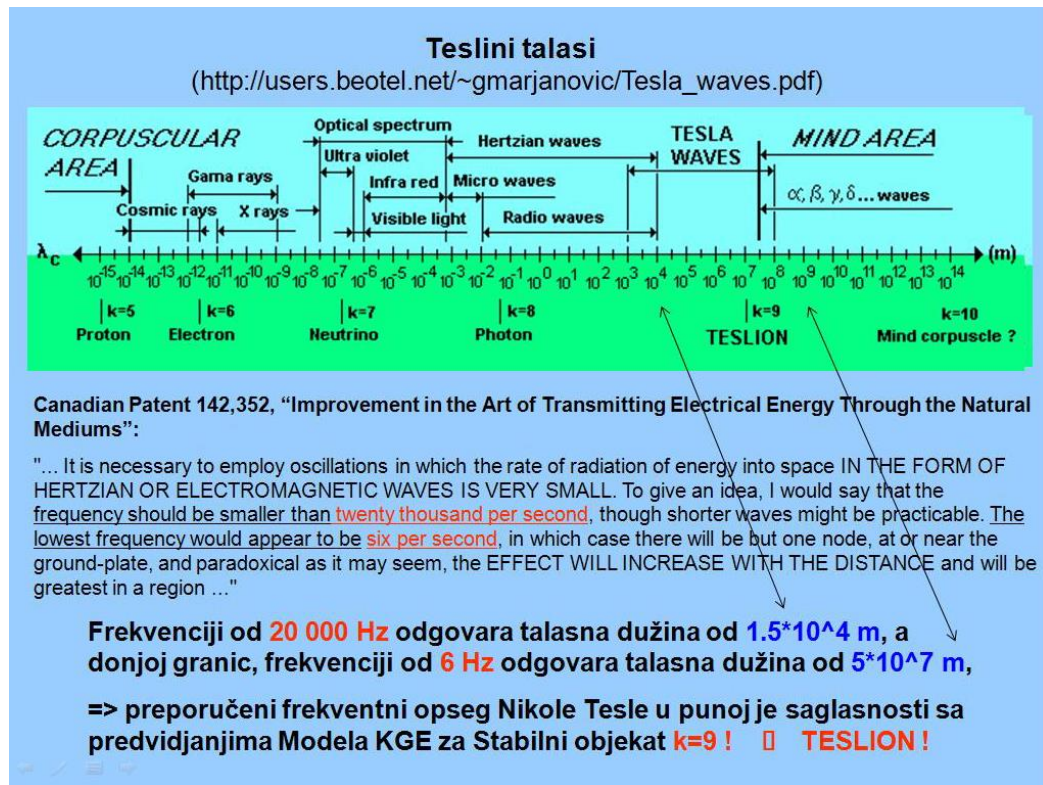 Teslini talasi
(http://users.beotel.net/~gmarjanovic/Tesla_waves.pdf)
CORPUSCULAR AREA
Optical spectrum
Hertzian waves
TESLA WAVES
MIND AREA
Ultra violet
Gama rays
Infra red
Micro waves
α, β, γ, δ... waves
Cosmic rays
X rays
Visible light
Radio waves
λc
(m)
10^-15 10^-14 10^-13 10^-12 10^-11 10^-10 10^-9 10^-8 10^-7 10^-6 10^-5 10^-4 10^-3 10^-2 10^-1 10^0 10^1 10^2 10^3 10^4 10^5 10^6 10^7 10^8 10^9 10^10 10^11 10^12 10^13 10^14
k=5 k=6 k=7 k=8 k=9 k=10
Proton Electron Neutrino Photon TESLION Mind corpuscle ?
Canadian Patent 142,352, “Improvement in the Art of Transmitting Electrical Energy Through the Natural
Mediums”:
"... It is necessary to employ oscillations in which the rate of radiation of energy into space IN THE FORM OF
HERTZIAN OR ELECTROMAGNETIC WAVES IS VERY SMALL. To give an idea, I would say that the
frequency should be smaller than twenty thousand per second, though shorter waves might be practicable. The
lowest frequency would appear to be six per second, in which case there will be but one node, at or near the
ground-plate, and paradoxical as it may seem, the EFFECT WILL INCREASE WITH THE DISTANCE and will be
greatest in a region ..."
Frekvenciji od 20 000 Hz odgovara talasna dužina od 1.5*10^4 m, a
donjoj granic, frekvenciji od 6 Hz odgovara talasna dužina od 5*10^7 m,
=> preporučeni frekventni opseg Nikole Tesle u punoj je saglasnosti sa
predvidjanjima Modela KGE za Stabilni objekat k=9 ! ▯ TESLION !